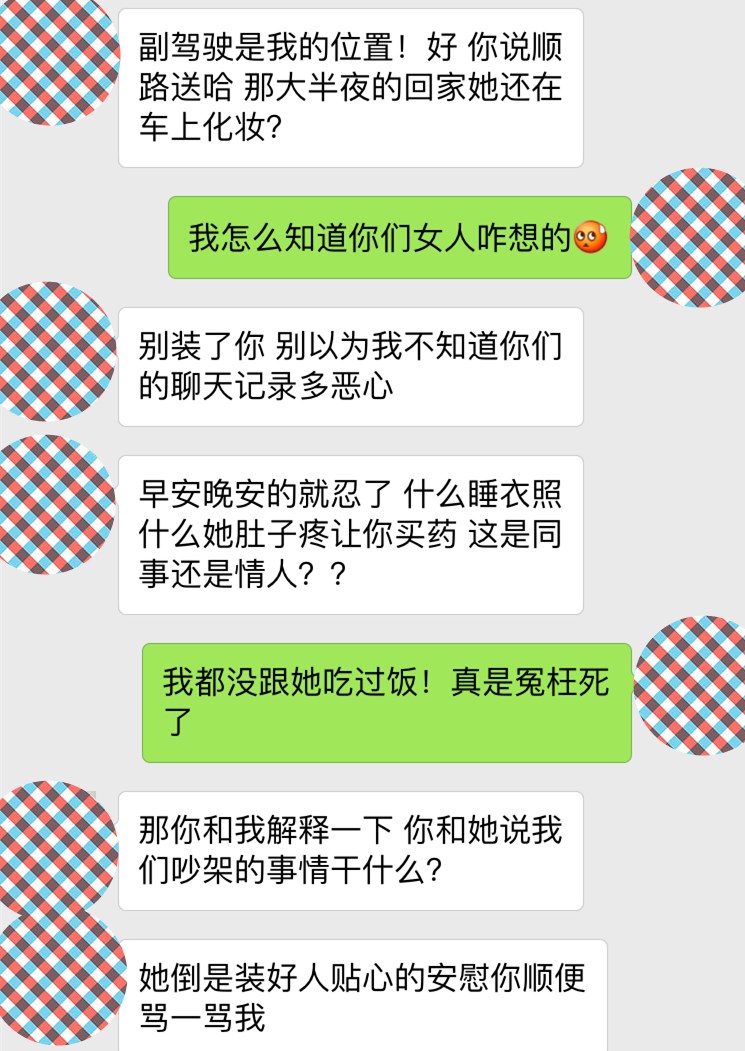 副驾驶是我的位置！好 你说顺
路送哈 那大半夜的回家她还在
车上化妆？
我怎么知道你们女人咋想的
别装了你 别以为我不知道你们
的聊天记录多恶心
早安晚安的就忍了 什么睡衣照
什么她肚子疼让你买药 这是同
事还是情人？？
我都没跟她吃过饭！真是冤枉死
了
那你和我解释一下 你和她说我
们吵架的事情干什么？
她倒是装好人贴心的安慰你顺便
骂一骂我